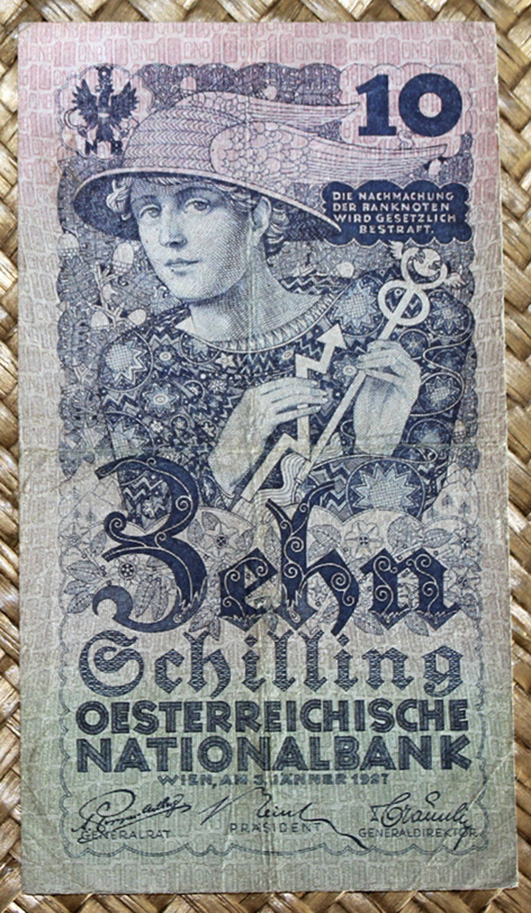 N B
10
DIE NACHMACHUNG
DER BANKNOTEN
WIRD GESETZLICH
BESTRAFT.
Zehn
Schilling
OESTERREICHISCHE
NATIONALBANK
WIEN, AM 3. JÄNNER 1927
GENERALRAT
PRÄSIDENT
GENERALDIREKTOR